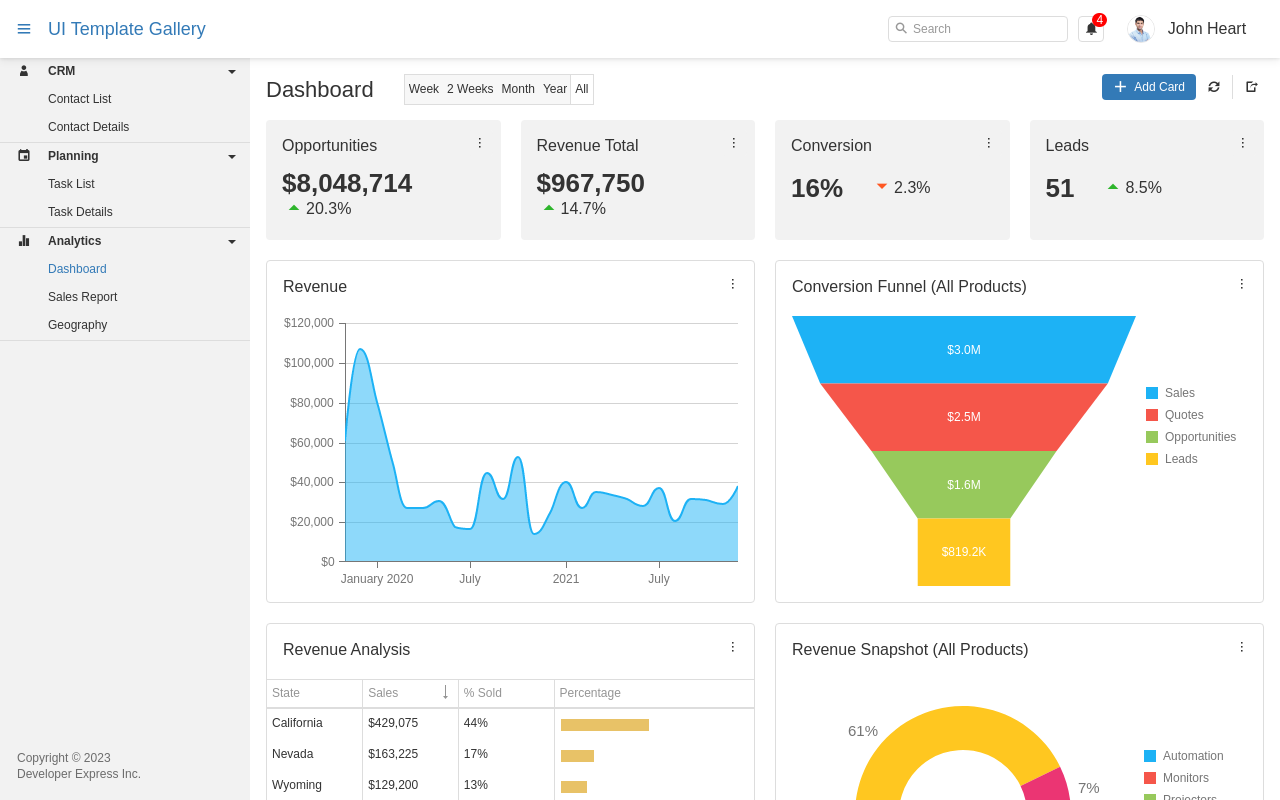 UI Template Gallery
Search
4
John Heart
CRM
Contact List
Contact Details
Planning
Task List
Task Details
Analytics
Dashboard
Sales Report
Geography
Copyright © 2023
Developer Express Inc.
Dashboard
Week 2 Weeks Month Year All
Add Card
Opportunities
$8,048,714
20.3%
Revenue Total
$967,750
14.7%
Conversion
16% 2.3%
Leads
51 8.5%
Revenue
$120,000
$100,000
$80,000
$60,000
$40,000
$20,000
$0
January 2020 July 2021 July
Conversion Funnel (All Products)
$3.0M
$2.5M
$1.6M
$819.2K
Sales
Quotes
Opportunities
Leads
Revenue Analysis
State Sales % Sold Percentage
California $429,075 44%
Nevada $163,225 17%
Wyoming $129,200 13%
Revenue Snapshot (All Products)
61%
7%
Automation
Monitors
Projectors